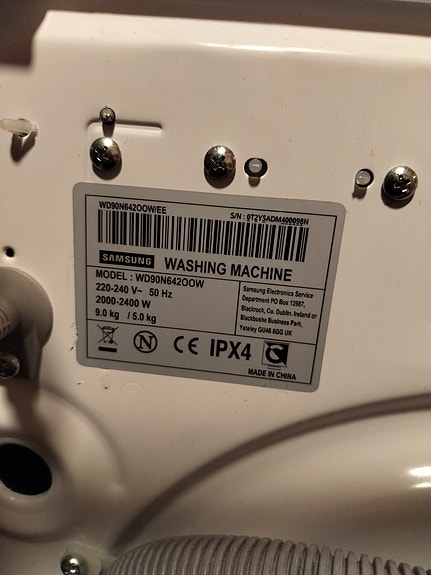 WD90N642OOW/EE
S/N : 0T2Y5ADM400098N
SAMSUNG WASHING MACHINE
MODEL : WD90N642OOW
220-240 V~ 50 Hz
2000-2400 W
9.0 kg / 5.0 kg
Samsung Electronics Service
Department PO Box 12987,
Blackrock, Co. Dublin. Ireland or
Blackbushe Business Park,
Yateley GU46 6GG UK
N CE IPX4
MADE IN CHINA